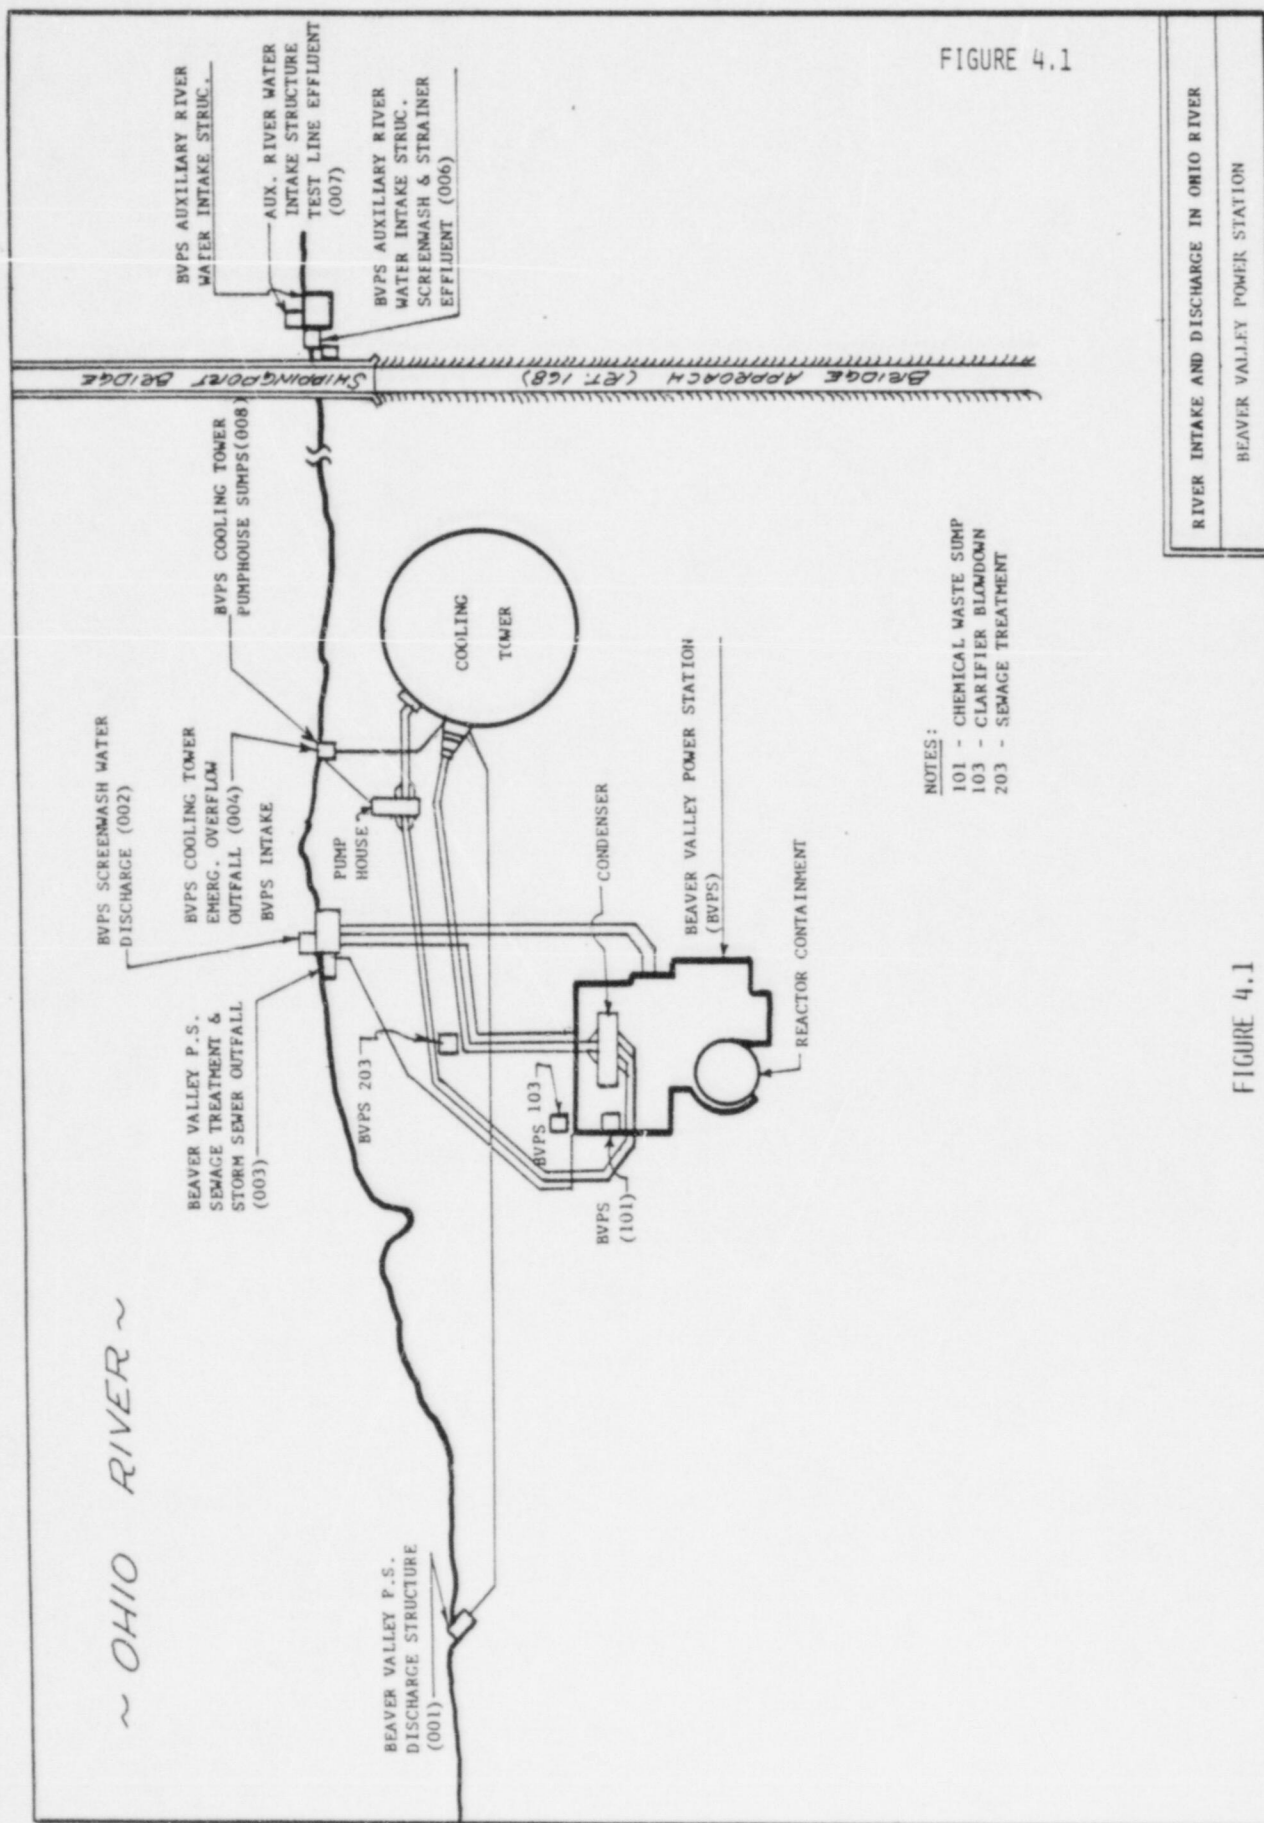 ~ OHIO RIVER ~
BEAVER VALLEY P.S.
DISCHARGE STRUCTURE
(001)
BEAVER VALLEY P.S.
SEWAGE TREATMENT &
STORM SEWER OUTFALL
(003)
BVPS SCREENWASH WATER
DISCHARGE (002)
BVPS COOLING TOWER
EMERG. OVERFLOW
OUTFALL (004)
BVPS INTAKE
BVPS COOLING TOWER
PUMPHOUSE SUMPS(008)
BVPS AUXILIARY RIVER
WATER INTAKE STRUC.
AUX. RIVER WATER
INTAKE STRUCTURE
TEST LINE EFFLUENT
(007)
BVPS AUXILIARY RIVER
WATER INTAKE STRUC.
SCREENWASH & STRAINER
EFFLUENT (006)
SHIPPINGPORT BRIDGE
BRIDGE APPROACH (RT. 168)
PUMP
HOUSE
COOLING
TOWER
BVPS 203
BVPS 103
BVPS
(101)
CONDENSER
BEAVER VALLEY POWER STATION
(BVPS)
REACTOR CONTAINMENT
NOTES:
101 - CHEMICAL WASTE SUMP
103 - CLARIFIER BLOWDOWN
203 - SEWAGE TREATMENT
FIGURE 4.1
RIVER INTAKE AND DISCHARGE IN OHIO RIVER
BEAVER VALLEY POWER STATION
FIGURE 4.1